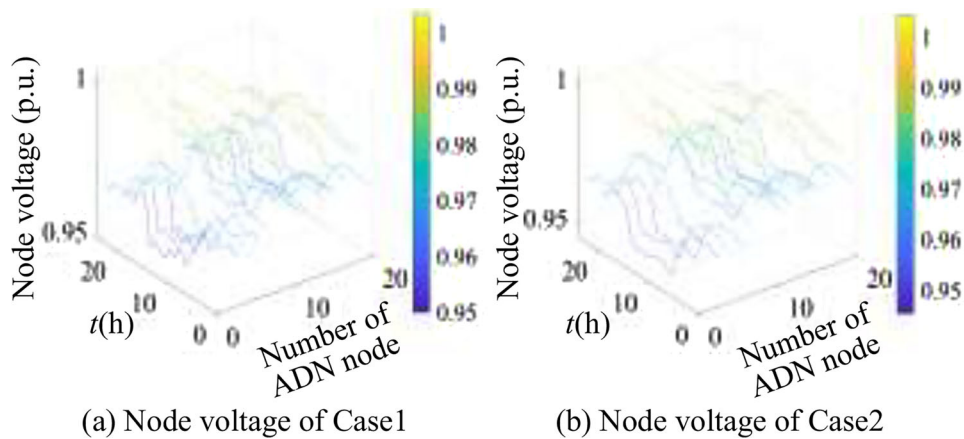 Node voltage (p.u.)
1
0.95
20
10
0
t(h)
0
10
20
Number of
ADN node
1
0.99
0.98
0.97
0.96
0.95
(a) Node voltage of Case1
Node voltage (p.u.)
1
0.95
20
10
0
t(h)
0
10
20
Number of
ADN node
1
0.99
0.98
0.97
0.96
0.95
(b) Node voltage of Case2